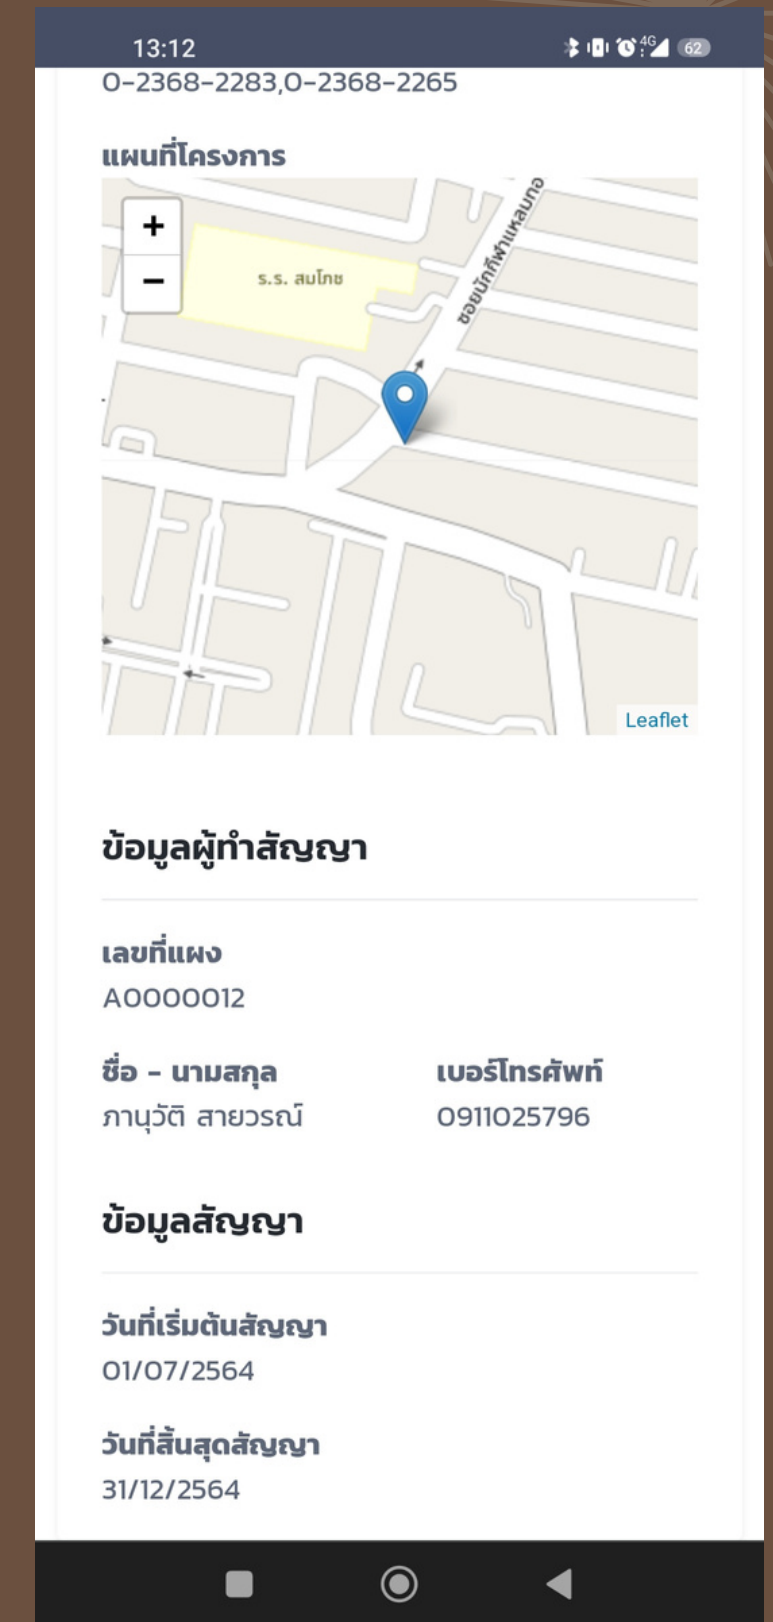 13:12
4G
62
0-2368-2283,0-2368-2265
แผนที่โครงการ
+
−
ร.ร. สมโภช
ซอยนักกีฬาแหลมทอ
Leaflet
ข้อมูลผู้ทำสัญญา
เลขที่แผง
A0000012
ชื่อ - นามสกุล
เบอร์โทรศัพท์
ภานุวัติ สายวรณ์
0911025796
ข้อมูลสัญญา
วันที่เริ่มต้นสัญญา
01/07/2564
วันที่สิ้นสุดสัญญา
31/12/2564